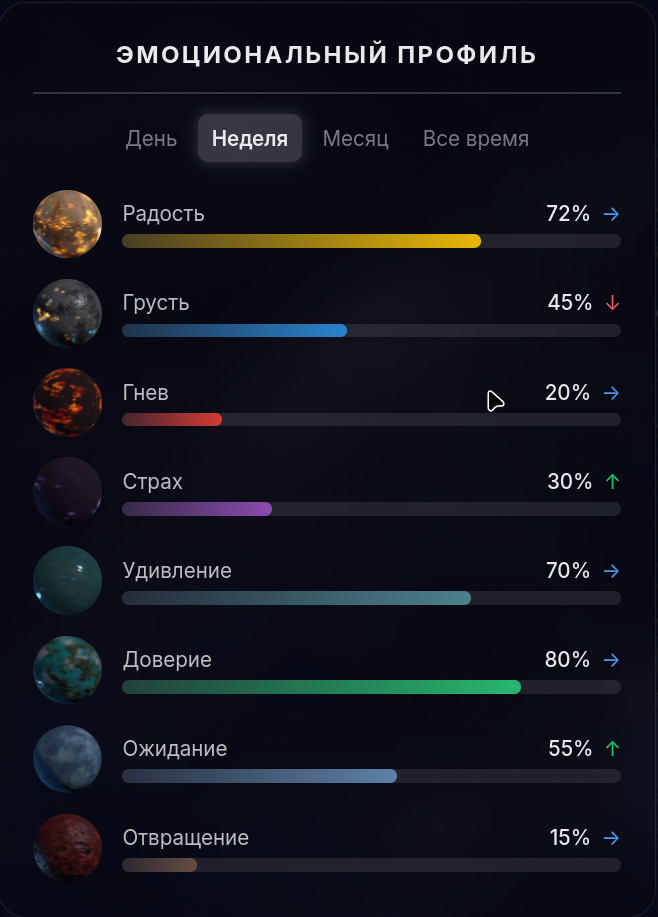 ЭМОЦИОНАЛЬНЫЙ ПРОФИЛЬ
День Неделя Месяц Все время
Радость 72% →
Грусть 45% ↓
Гнев 20% →
Страх 30% ↑
Удивление 70% →
Доверие 80% →
Ожидание 55% ↑
Отвращение 15% →